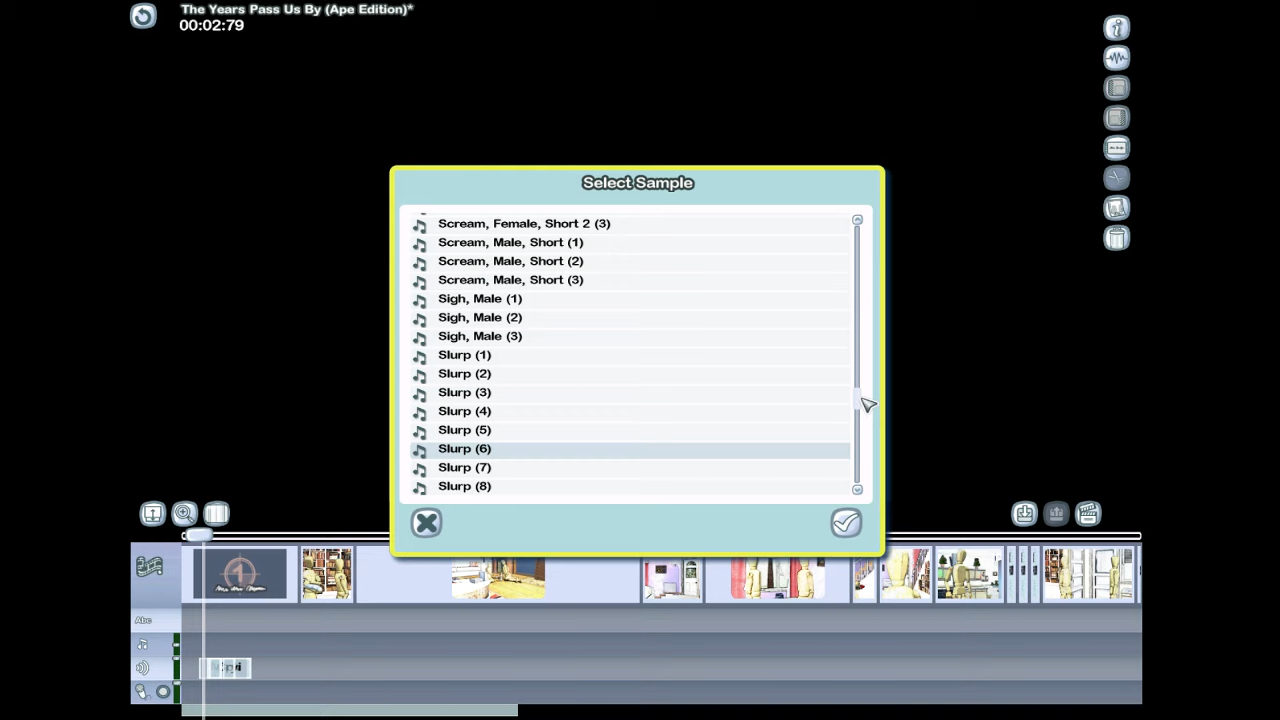 The Years Pass Us By (Ape Edition)*
00:02:79
Select Sample
Scream, Female, Short 2 (3)
Scream, Male, Short (1)
Scream, Male, Short (2)
Scream, Male, Short (3)
Sigh, Male (1)
Sigh, Male (2)
Sigh, Male (3)
Slurp (1)
Slurp (2)
Slurp (3)
Slurp (4)
Slurp (5)
Slurp (6)
Slurp (7)
Slurp (8)
1
Abc